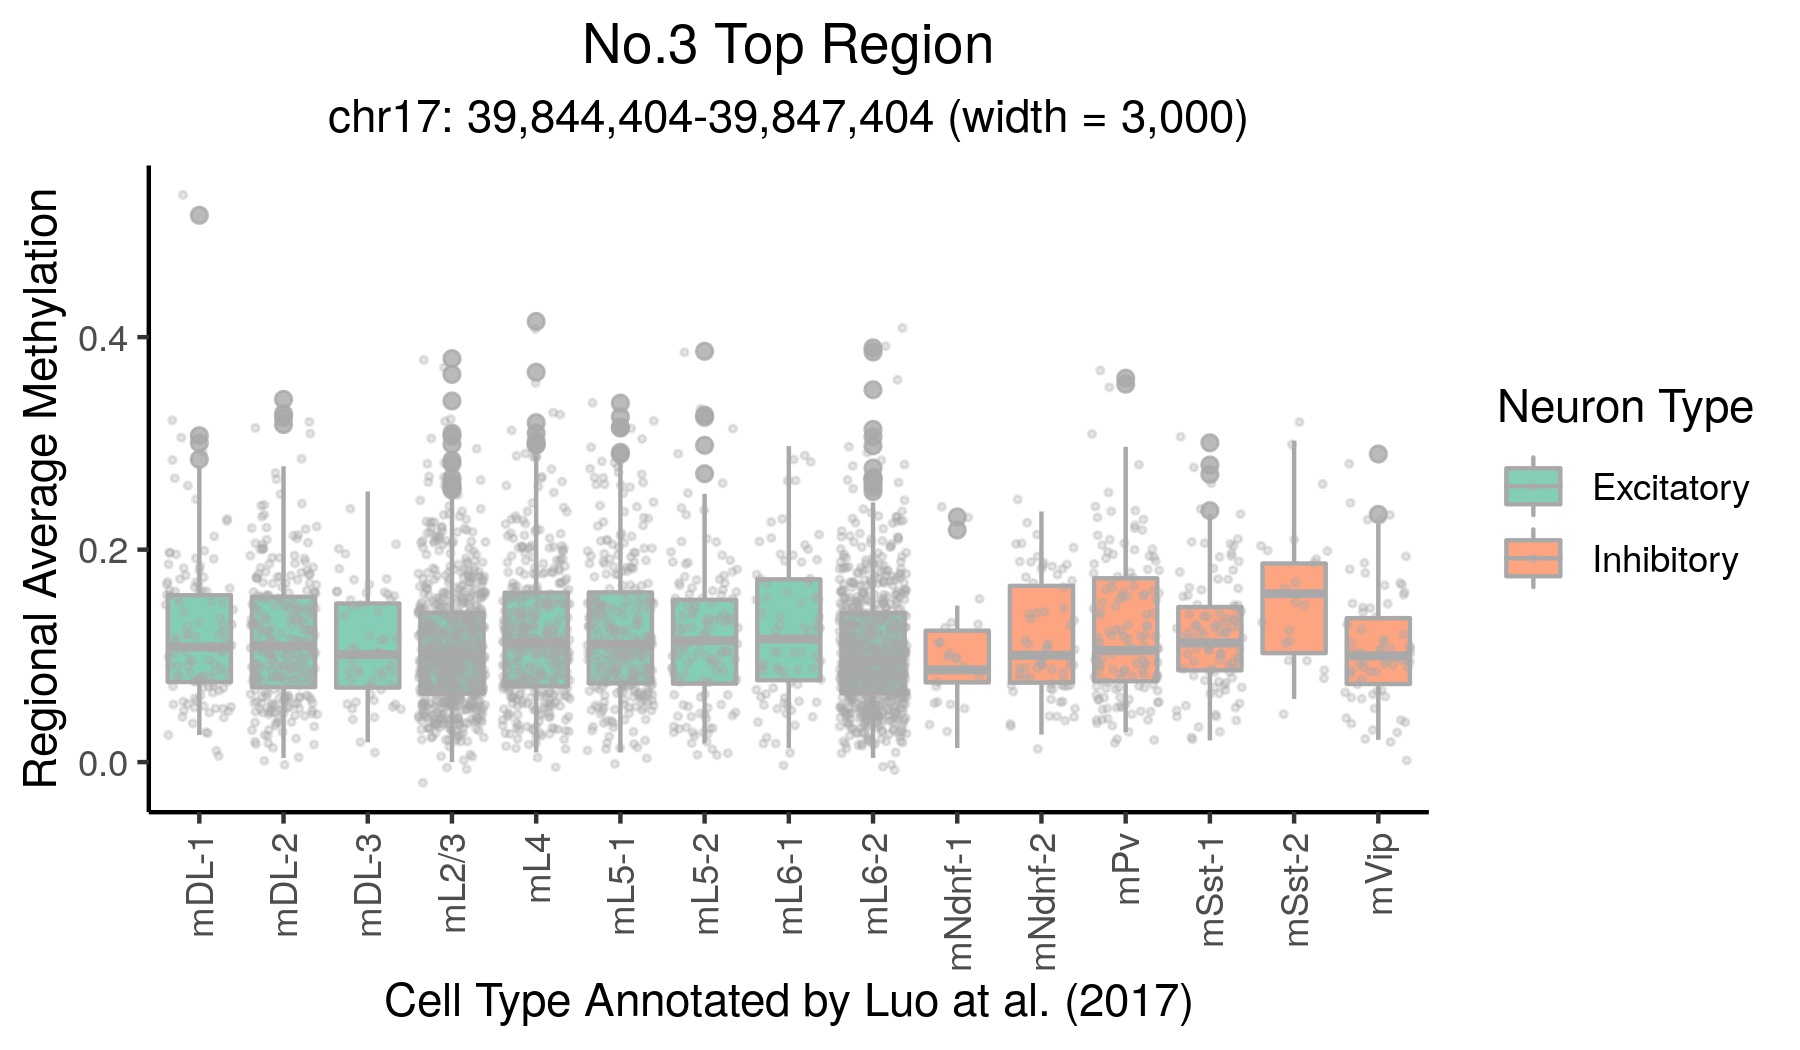 No.3 Top Region
chr17: 39,844,404-39,847,404 (width = 3,000)
Regional Average Methylation
0.4
0.2
0.0
mDL-1
mDL-2
mDL-3
mL2/3
mL4
mL5-1
mL5-2
mL6-1
mL6-2
mNdnf-1
mNdnf-2
mPv
mSst-1
mSst-2
mVip
Cell Type Annotated by Luo at al. (2017)
Neuron Type
Excitatory
Inhibitory